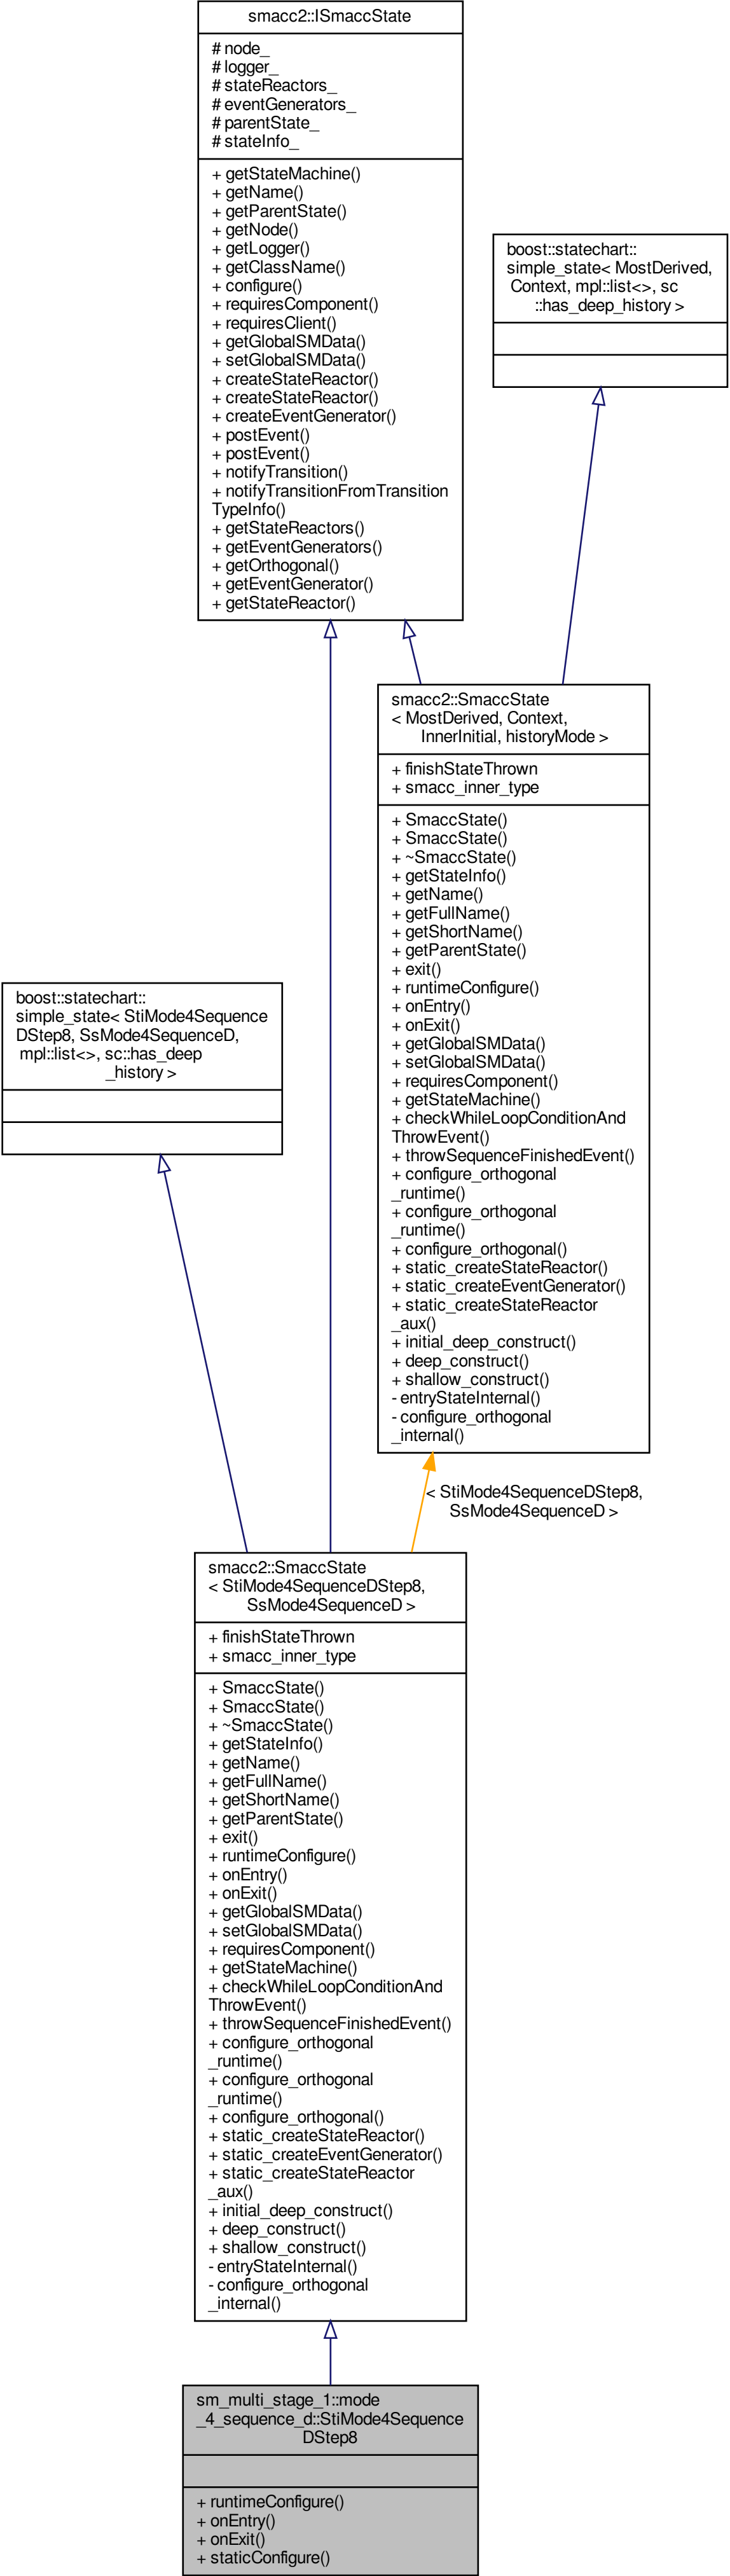 smacc2::ISmaccState
# node_
# logger_
# stateReactors_
# eventGenerators_
# parentState_
# stateInfo_
+ getStateMachine()
+ getName()
+ getParentState()
+ getNode()
+ getLogger()
+ getClassName()
+ configure()
+ requiresComponent()
+ requiresClient()
+ getGlobalSMData()
+ setGlobalSMData()
+ createStateReactor()
+ createStateReactor()
+ createEventGenerator()
+ postEvent()
+ postEvent()
+ notifyTransition()
+ notifyTransitionFromTransition
TypeInfo()
+ getStateReactors()
+ getEventGenerators()
+ getOrthogonal()
+ getEventGenerator()
+ getStateReactor()
boost::statechart::
simple_state< MostDerived,
Context, mpl::list<>, sc
::has_deep_history >
smacc2::SmaccState
< MostDerived, Context,
InnerInitial, historyMode >
+ finishStateThrown
+ smacc_inner_type
+ SmaccState()
+ SmaccState()
+ ~SmaccState()
+ getStateInfo()
+ getName()
+ getFullName()
+ getShortName()
+ getParentState()
+ exit()
+ runtimeConfigure()
+ onEntry()
+ onExit()
+ getGlobalSMData()
+ setGlobalSMData()
+ requiresComponent()
+ getStateMachine()
+ checkWhileLoopConditionAnd
ThrowEvent()
+ throwSequenceFinishedEvent()
+ configure_orthogonal
_runtime()
+ configure_orthogonal
_runtime()
+ configure_orthogonal()
+ static_createStateReactor()
+ static_createEventGenerator()
+ static_createStateReactor
_aux()
+ initial_deep_construct()
+ deep_construct()
+ shallow_construct()
- entryStateInternal()
- configure_orthogonal
_internal()
boost::statechart::
simple_state< StiMode4Sequence
DStep8, SsMode4SequenceD,
mpl::list<>, sc::has_deep
_history >
< StiMode4SequenceDStep8,
SsMode4SequenceD >
smacc2::SmaccState
< StiMode4SequenceDStep8,
SsMode4SequenceD >
+ finishStateThrown
+ smacc_inner_type
+ SmaccState()
+ SmaccState()
+ ~SmaccState()
+ getStateInfo()
+ getName()
+ getFullName()
+ getShortName()
+ getParentState()
+ exit()
+ runtimeConfigure()
+ onEntry()
+ onExit()
+ getGlobalSMData()
+ setGlobalSMData()
+ requiresComponent()
+ getStateMachine()
+ checkWhileLoopConditionAnd
ThrowEvent()
+ throwSequenceFinishedEvent()
+ configure_orthogonal
_runtime()
+ configure_orthogonal
_runtime()
+ configure_orthogonal()
+ static_createStateReactor()
+ static_createEventGenerator()
+ static_createStateReactor
_aux()
+ initial_deep_construct()
+ deep_construct()
+ shallow_construct()
- entryStateInternal()
- configure_orthogonal
_internal()
sm_multi_stage_1::mode
_4_sequence_d::StiMode4Sequence
DStep8
+ runtimeConfigure()
+ onEntry()
+ onExit()
+ staticConfigure()